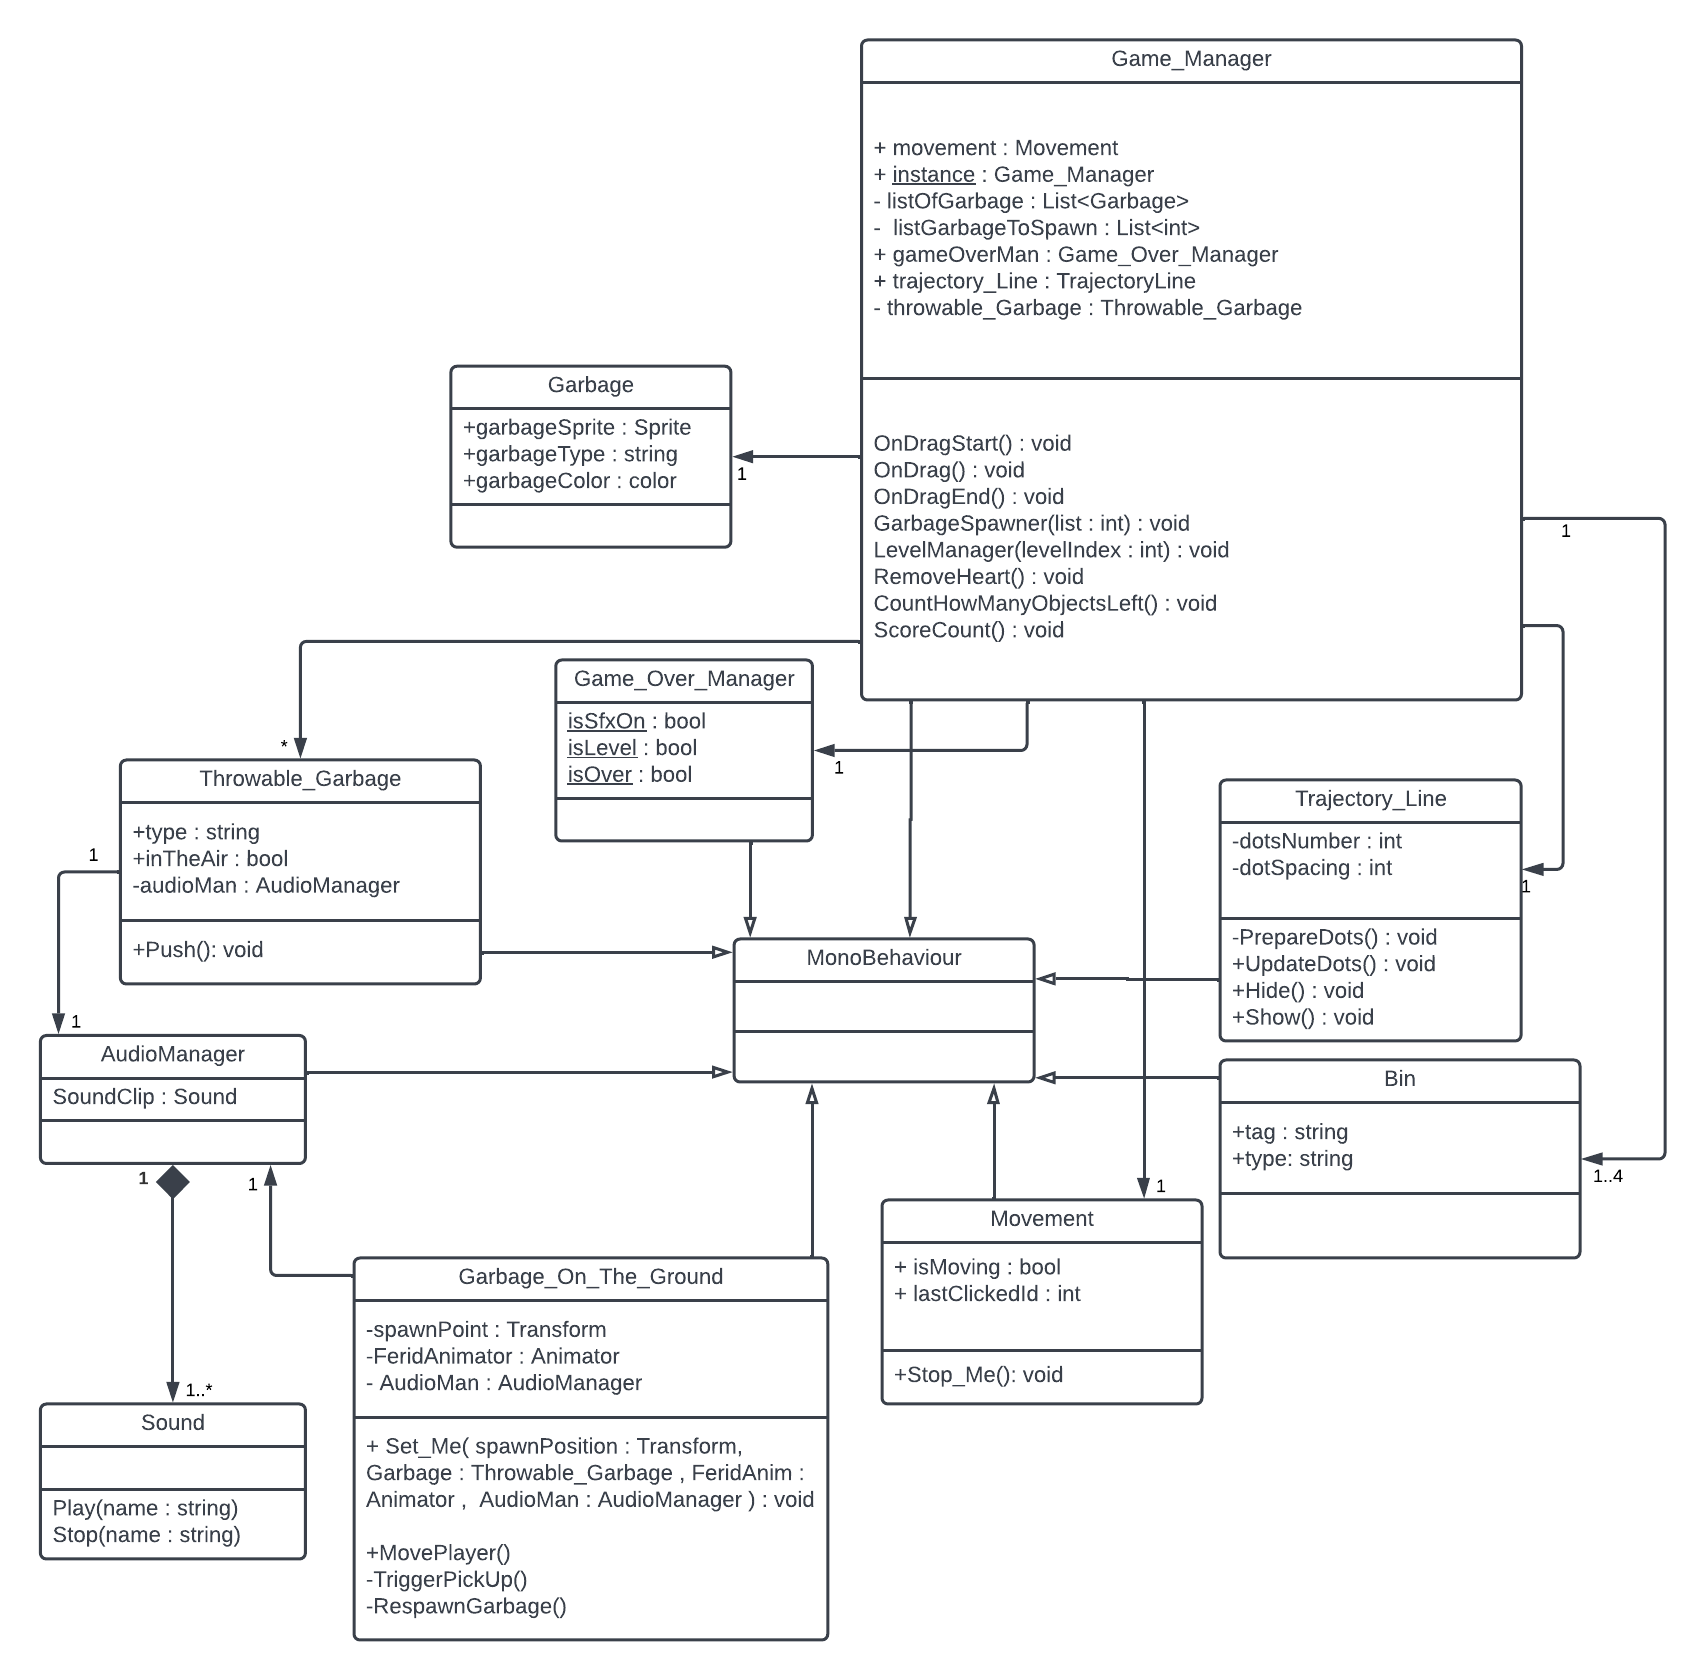 Game_Manager
+ movement : Movement
+ instance : Game_Manager
- listOfGarbage : List<Garbage>
-  listGarbageToSpawn : List<int>
+ gameOverMan : Game_Over_Manager
+ trajectory_Line : TrajectoryLine
- throwable_Garbage : Throwable_Garbage
OnDragStart() : void
OnDrag() : void
OnDragEnd() : void
GarbageSpawner(list : int) : void
LevelManager(levelIndex : int) : void
RemoveHeart() : void
CountHowManyObjectsLeft() : void
ScoreCount() : void
Garbage
+garbageSprite : Sprite
+garbageType : string
+garbageColor : color
1
1
Game_Over_Manager
isSfxOn : bool
isLevel : bool
isOver : bool
1
*
Throwable_Garbage
+type : string
+inTheAir : bool
-audioMan : AudioManager
+Push(): void
1
1
Trajectory_Line
-dotsNumber : int
-dotSpacing : int
-PrepareDots() : void
+UpdateDots() : void
+Hide() : void
+Show() : void
1
MonoBehaviour
AudioManager
SoundClip : Sound
1
1
Bin
+tag : string
+type: string
1..4
1
Movement
+ isMoving : bool
+ lastClickedId : int
+Stop_Me(): void
Garbage_On_The_Ground
-spawnPoint : Transform
-FeridAnimator : Animator
- AudioMan : AudioManager
+ Set_Me( spawnPosition : Transform,
Garbage : Throwable_Garbage , FeridAnim :
Animator ,  AudioMan : AudioManager ) : void
+MovePlayer()
-TriggerPickUp()
-RespawnGarbage()
1..*
Sound
Play(name : string)
Stop(name : string)